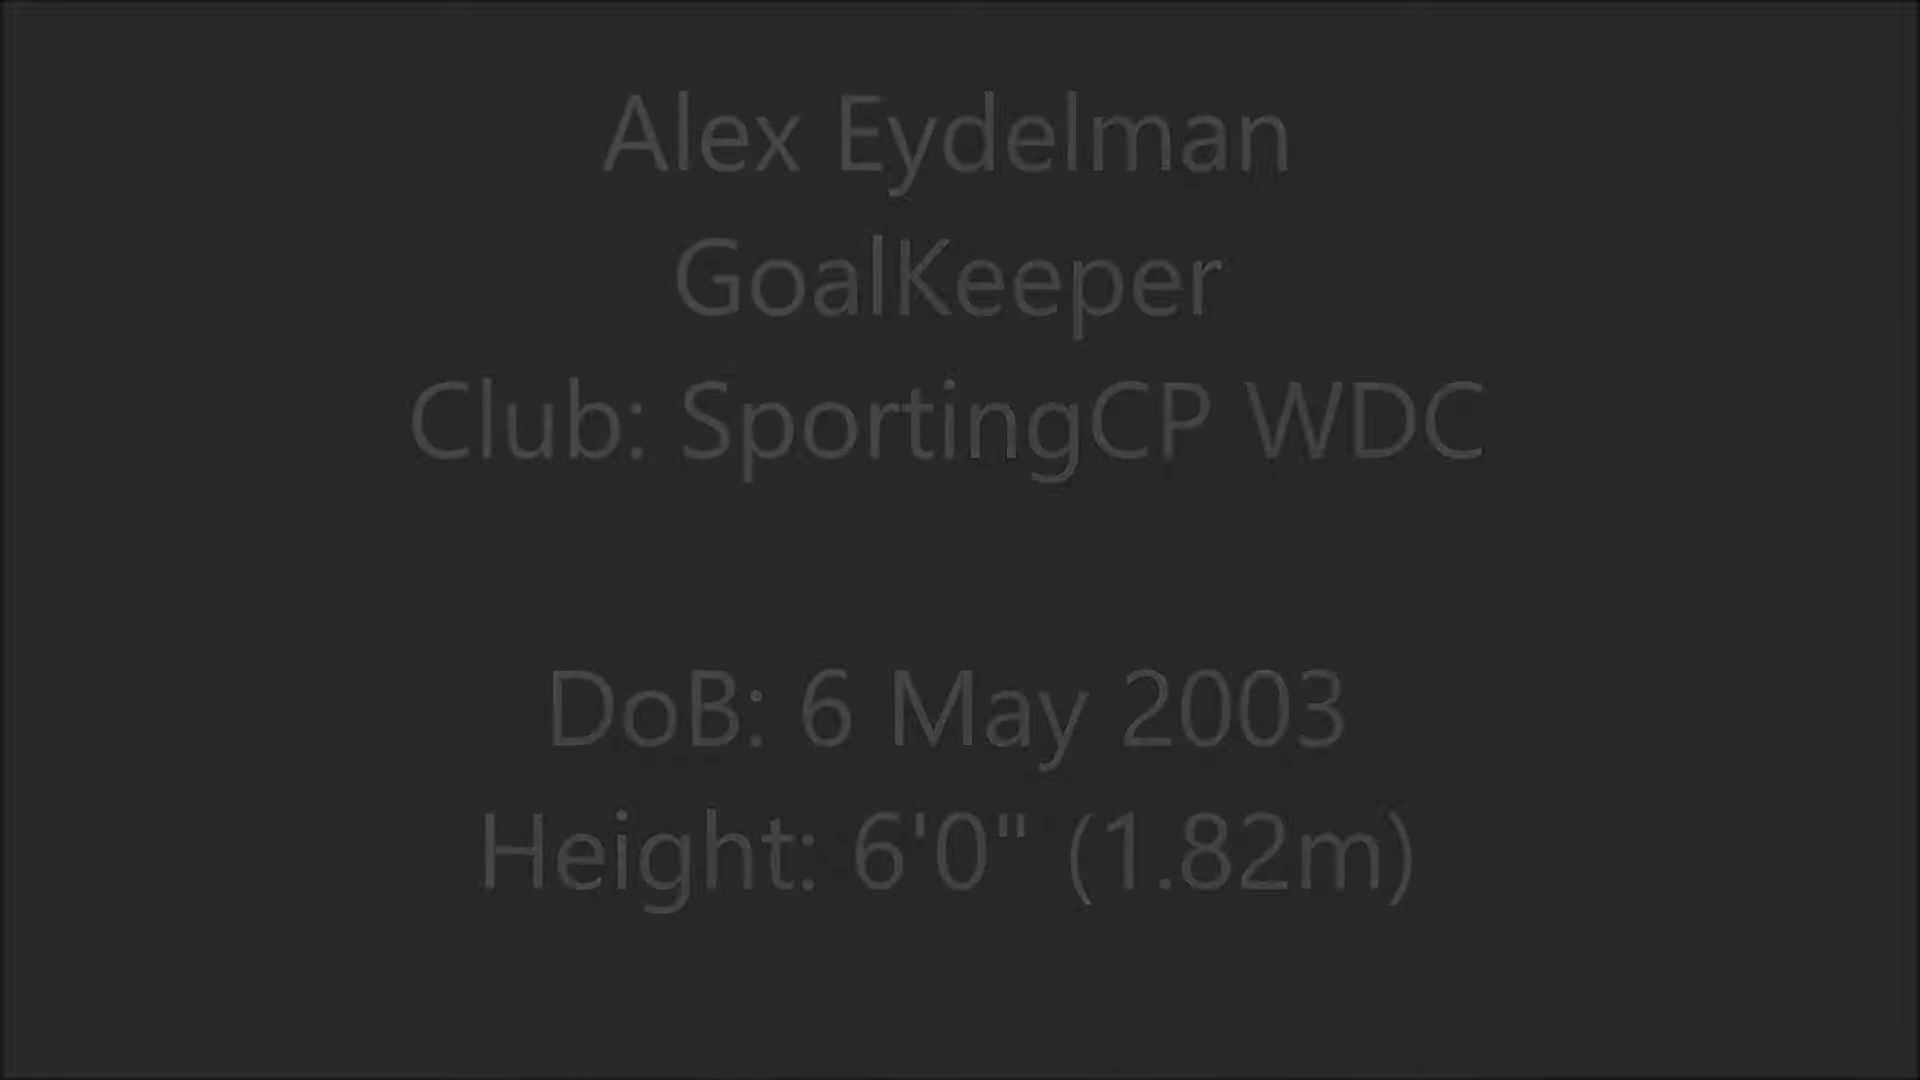 Alex Eydelman
GoalKeeper
Club: SportingCP WDC
DoB: 6 May 2003
Height: 6'0" (1.82m)